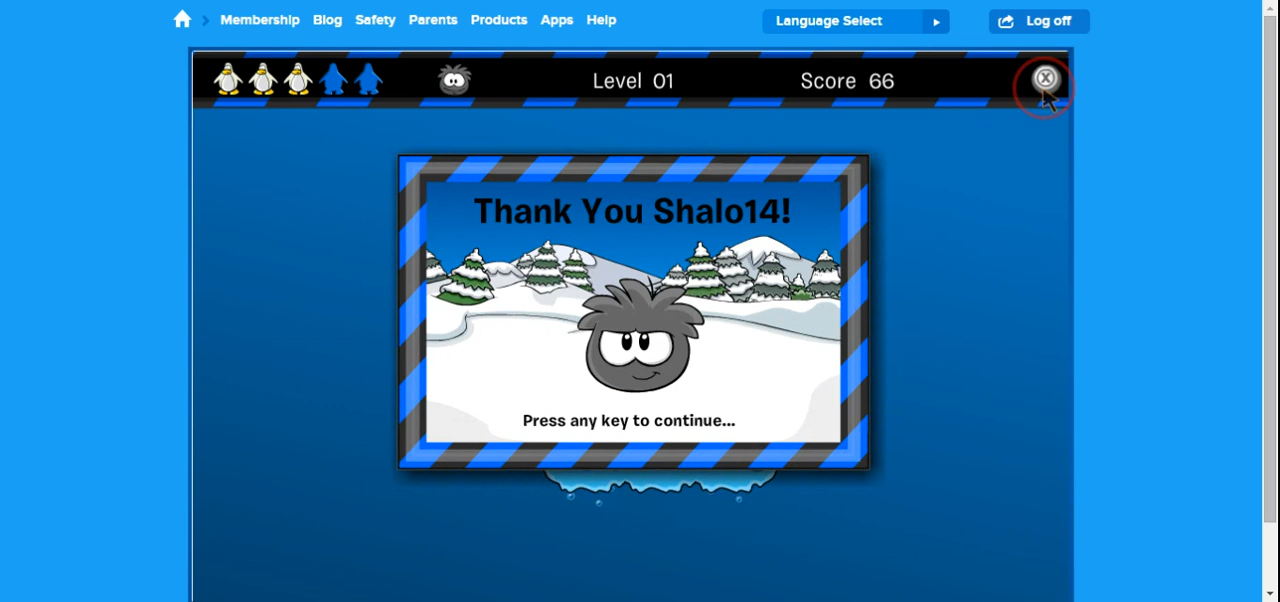 Membership Blog Safety Parents Products Apps Help Language Select Log off
Level 01 Score 66
Thank You Shalo14!
Press any key to continue...